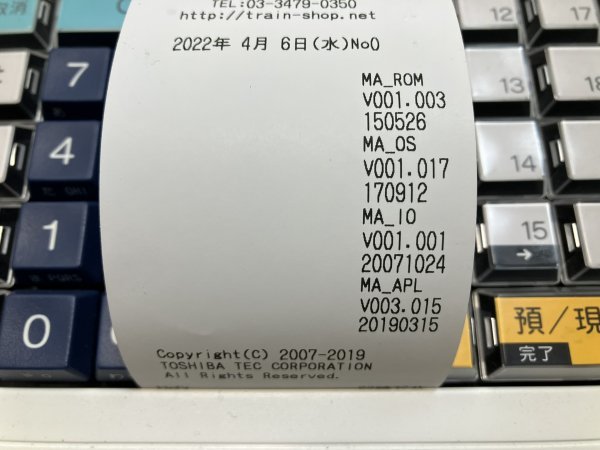 取消
TEL:03-3479-0350
http://train-shop.net
2022年 4月 6日(水)No0
7
12
13
MA_ROM
V001.003
150526
MA_OS
V001.017
170912
MA_IO
V001.001
20071024
MA_APL
V003.015
20190315
17
18
4
14
1
15
0
預/現
完了
Copyright(C) 2007-2019
TOSHIBA TEC CORPORATION
All Rights Reserved.